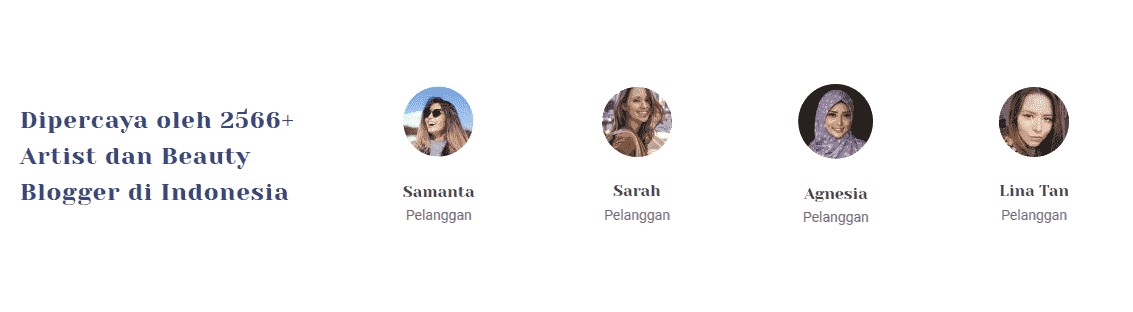 Dipercaya oleh 2566+
Artist dan Beauty
Blogger di Indonesia
Samanta
Pelanggan
Sarah
Pelanggan
Agnesia
Pelanggan
Lina Tan
Pelanggan